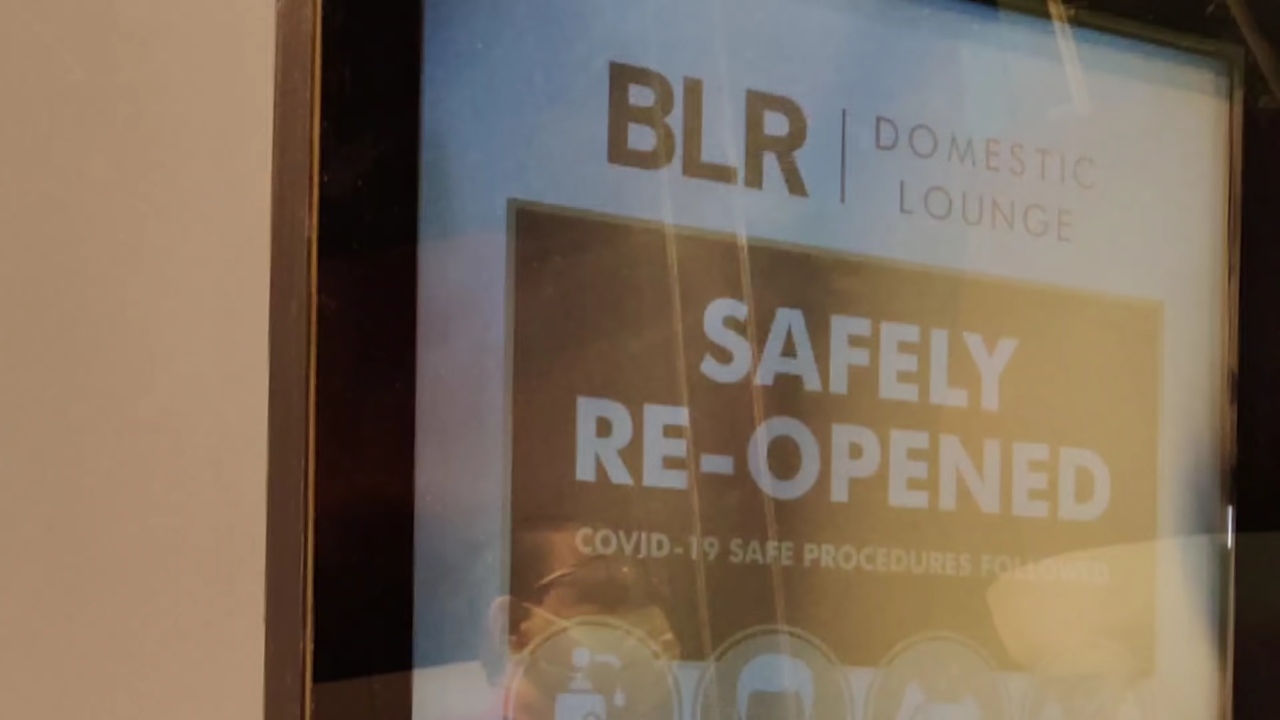 BLR | DOMESTIC
LOUNGE
SAFELY
RE-OPENED
COVID-19 SAFE PROCEDURES FOLLOWED